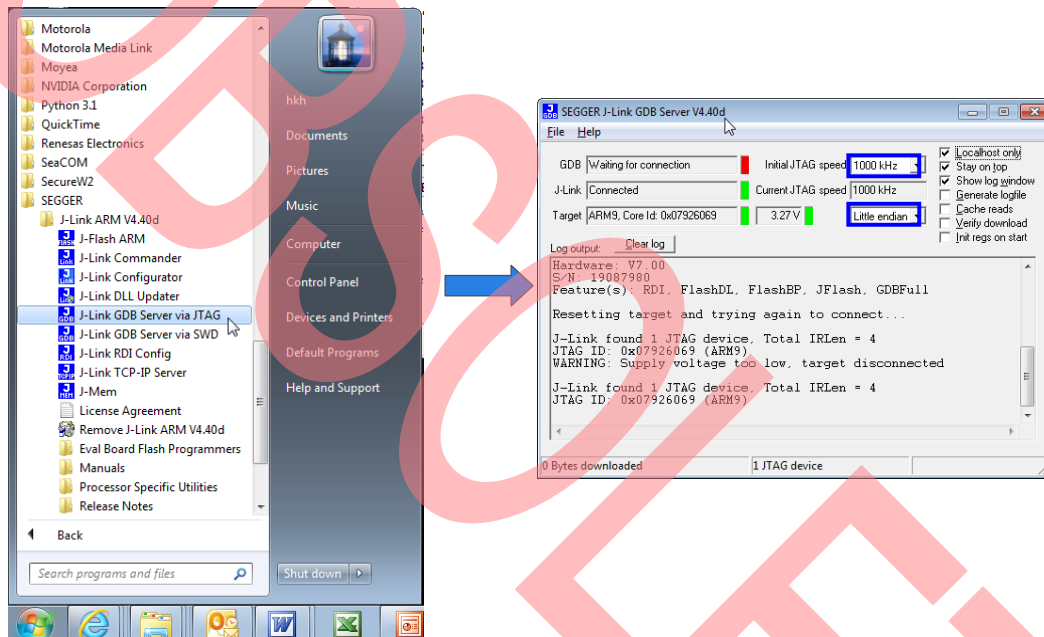 Motorola
Motorola Media Link
Moyea
NVIDIA Corporation
Python 3.1
QuickTime
Renesas Electronics
SeaCOM
SecureW2
SEGGER
J-Link ARM V4.40d
J-Flash ARM
J-Link Commander
J-Link Configurator
J-Link DLL Updater
J-Link GDB Server via JTAG
J-Link GDB Server via SWD
J-Link RDI Config
J-Link TCP-IP Server
J-Mem
License Agreement
Remove J-Link ARM V4.40d
Eval Board Flash Programmers
Manuals
Processor Specific Utilities
Release Notes
Back
Search programs and files
hkh
Documents
Pictures
Music
Computer
Control Panel
Devices and Printers
Default Programs
Help and Support
Shut down
SEGGER J-Link GDB Server V4.40d
File Help
GDB Waiting for connection Initial JTAG speed 1000 kHz
J-Link Connected Current JTAG speed 1000 kHz
Target ARM9, Core Id: 0x07926069 3.27 V Little endian
Localhost only
Stay on top
Show log window
Generate logfile
Cache reads
Verify download
Init regs on start
Log output: Clear log
Hardware: V7.00
S/N: 19087980
Feature(s): RDI, FlashDL, FlashBP, JFlash, GDBFull
Resetting target and trying again to connect...
J-Link found 1 JTAG device, Total IRLen = 4
JTAG ID: 0x07926069 (ARM9)
WARNING: Supply voltage too low, target disconnected
J-Link found 1 JTAG device, Total IRLen = 4
JTAG ID: 0x07926069 (ARM9)
0 Bytes downloaded 1 JTAG device